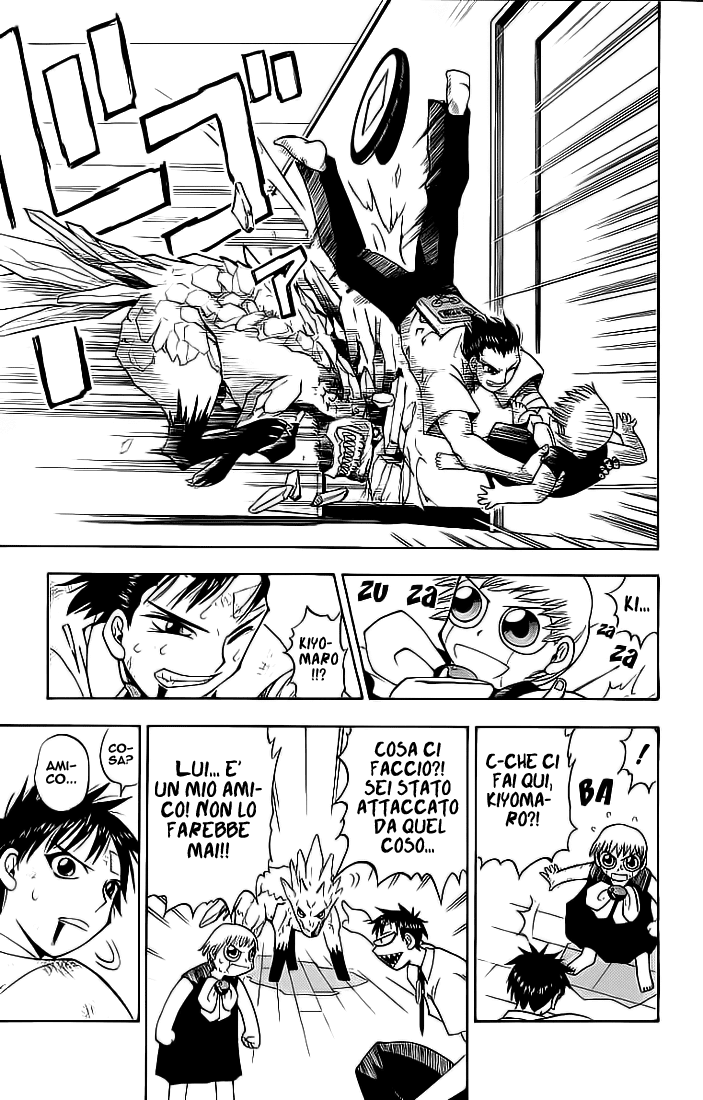 ドゴオ
ZU ZA
KI...
ZA
ZA
KIYO-
MARO
!!?
!
C-CHE CI
FAI QUI,
KIYOMA-
RO?!
BA
COSA CI
FACCIO?!
SEI STATO
ATTACCATO
DA QUEL
COSO...
LUI... E'
UN MIO AMI-
CO! NON LO
FAREBBE
MAI!!!
CO-
SA?
AMI-
CO...